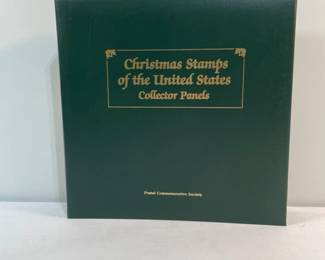 Christmas Stamps
of the United States
Collector Panels
Postal Commemorative Society